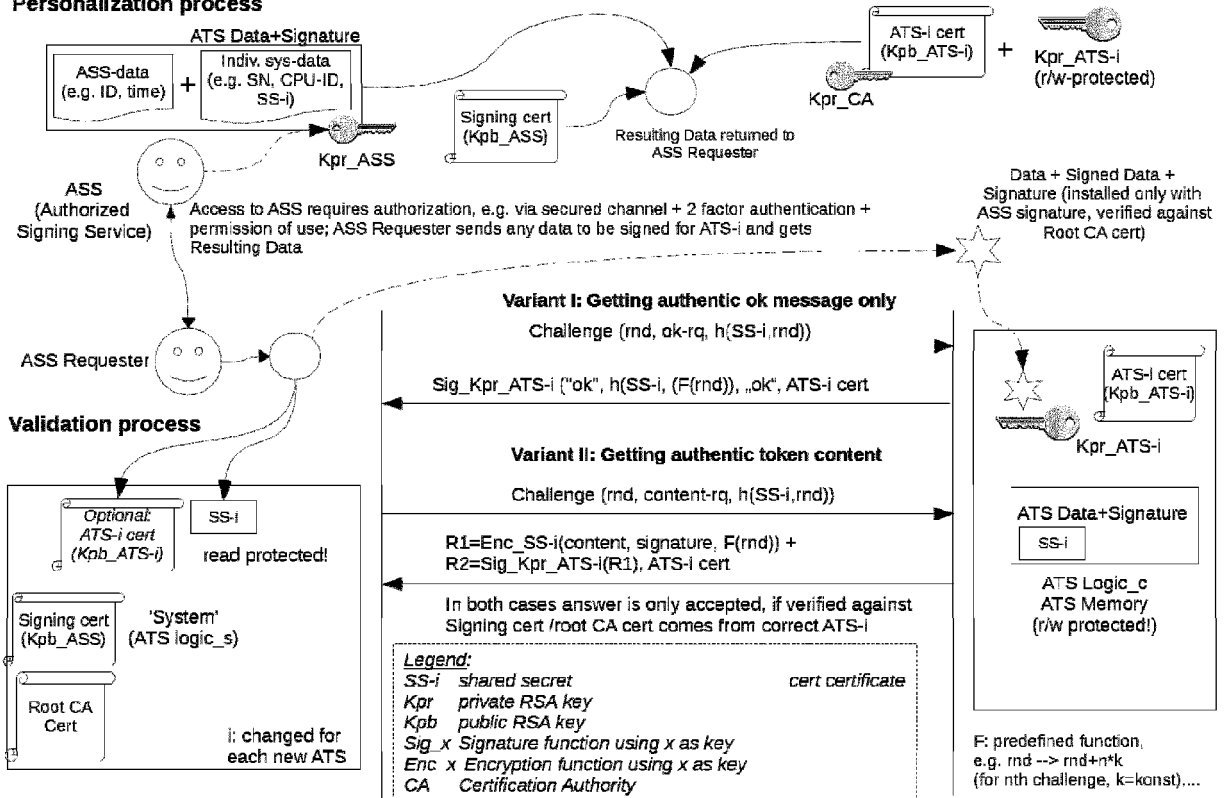 Personalization process
ATS Data+Signature
ASS-data
(e.g. ID, time)
+
Indiv. sys-data
(e.g. SN, CPU-ID,
SS-i)
Kpr_ASS
Signing cert
(Kpb_ASS)
Resulting Data returned to
ASS Requester
ATS-i cert
(Kpb_ATS-i)
Kpr_CA
+
Kpr_ATS-i
(r/w-protected)
ASS
(Authorized
Signing Service)
Access to ASS requires authorization, e.g. via secured channel + 2 factor authentication +
permission of use; ASS Requester sends any data to be signed for ATS-i and gets
Resulting Data
Data + Signed Data +
Signature (installed only with
ASS signature, verified against
Root CA cert)
ASS Requester
Variant I: Getting authentic ok message only
Challenge (rnd, ok-rq, h(SS-i,rnd))
Sig_Kpr_ATS-i ("ok", h(SS-i, (F(rnd)), „ok", ATS-i cert
Variant II: Getting authentic token content
Challenge (rnd, content-rq, h(SS-i,rnd))
R1=Enc_SS-i(content, signature, F(rnd)) +
R2=Sig_Kpr_ATS-i(R1), ATS-i cert
In both cases answer is only accepted, if verified against
Signing cert /root CA cert comes from correct ATS-i
Validation process
Optional:
ATS-i cert
(Kpb_ATS-i)
SS-i
read protected!
Signing cert
(Kpb_ASS)
'System'
(ATS logic_s)
Root CA
Cert
i: changed for
each new ATS
Legend:
SS-i shared secret cert certificate
Kpr private RSA key
Kpb public RSA key
Sig_x Signature function using x as key
Enc x Encryption function using x as key
CA Certification Authority
ATS-i cert
(Kpb_ATS-i)
Kpr_ATS-i
ATS Data+Signature
SS-i
ATS Logic_c
ATS Memory
(r/w protected!)
F: predefined function,
e.g. rnd --> rnd+n*k
(for nth challenge, k=konst)....